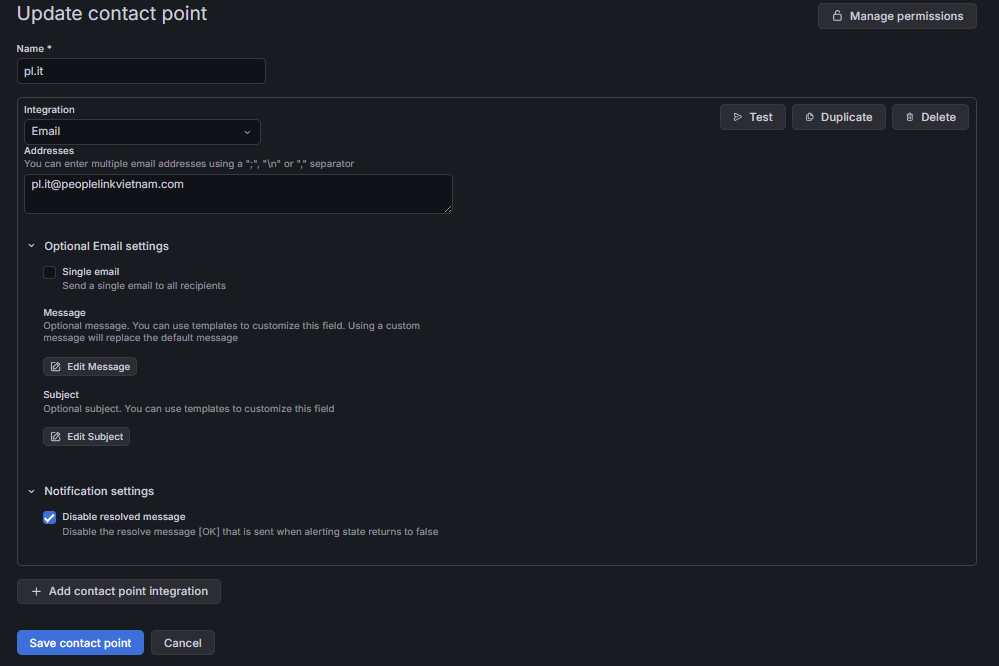 Update contact point
Manage permissions
Name *
pl.it
Integration
Email
Test
Duplicate
Delete
Addresses
You can enter multiple email addresses using a ";", "\n" or "," separator
pl.it@peoplelinkvietnam.com
Optional Email settings
Single email
Send a single email to all recipients
Message
Optional message. You can use templates to customize this field. Using a custom
message will replace the default message
Edit Message
Subject
Optional subject. You can use templates to customize this field
Edit Subject
Notification settings
Disable resolved message
Disable the resolve message [OK] that is sent when alerting state returns to false
Add contact point integration
Save contact point
Cancel